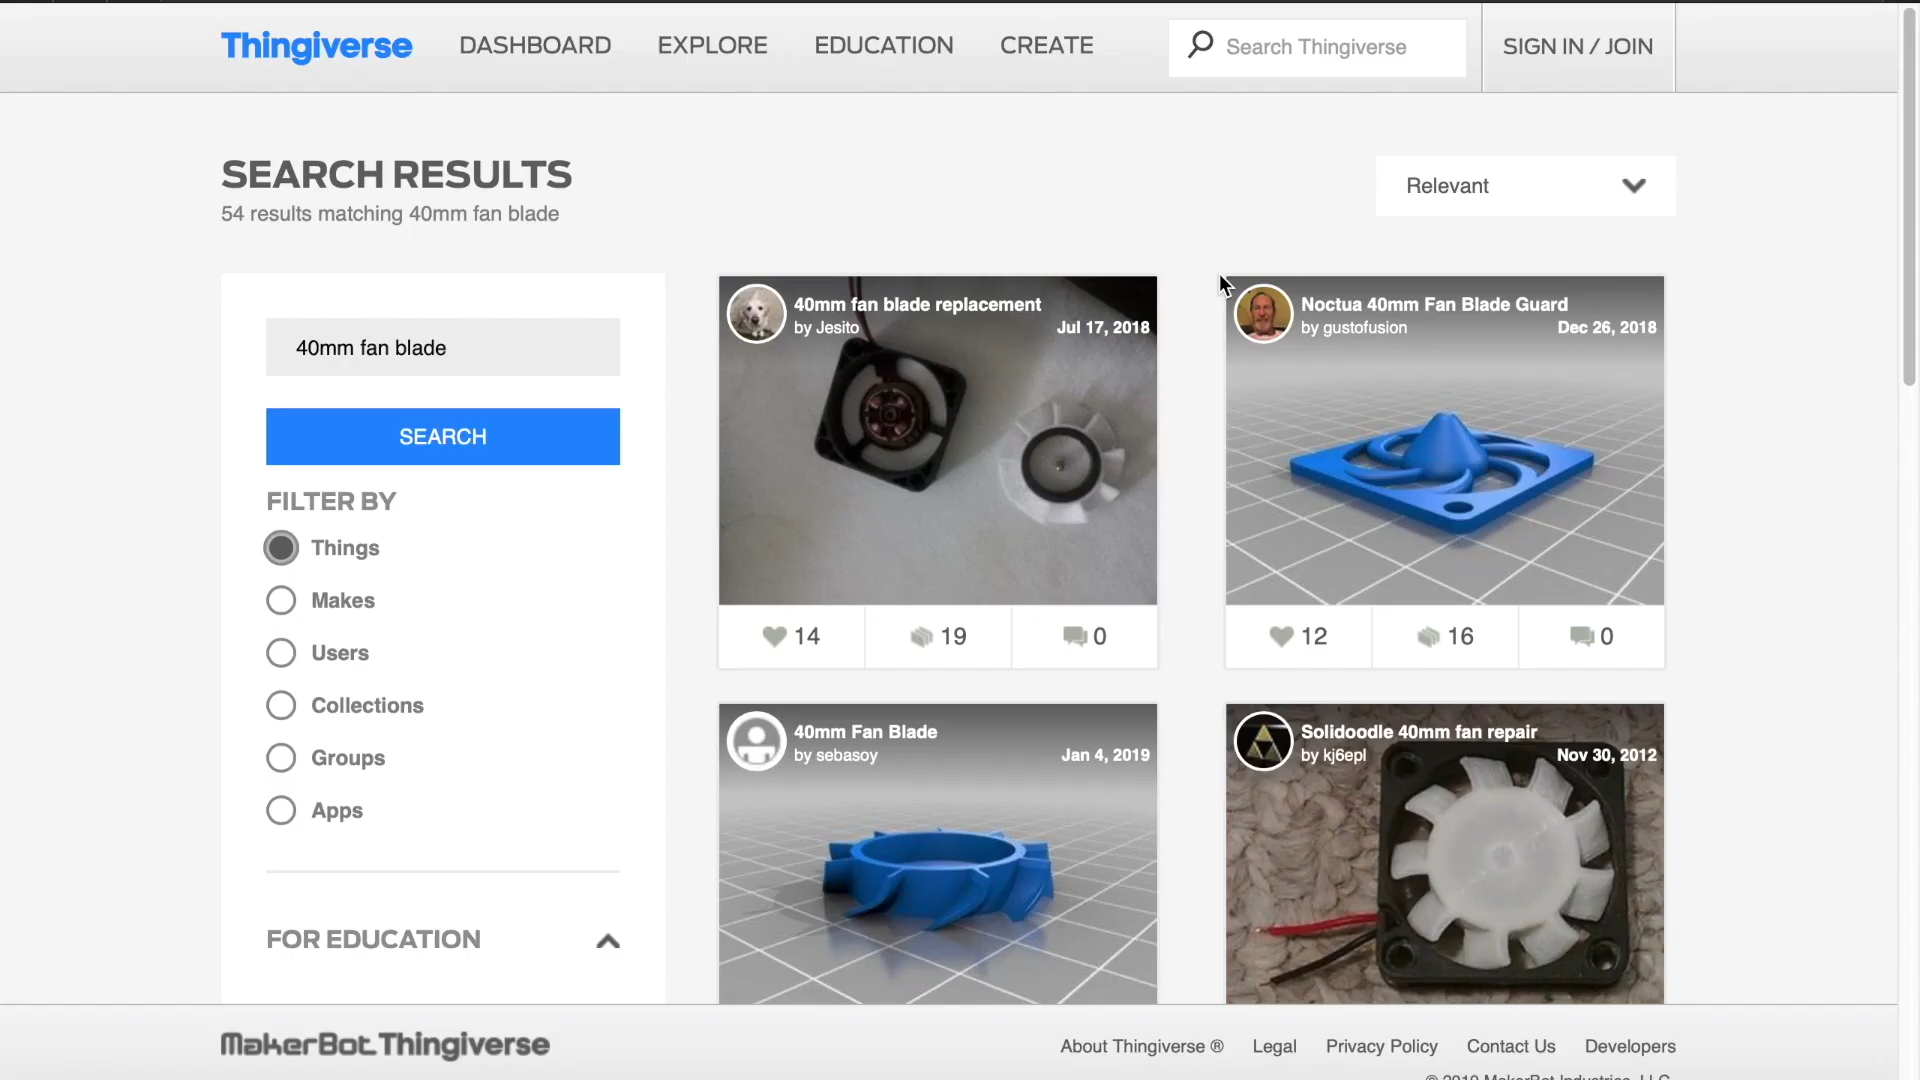 Thingiverse
DASHBOARD
EXPLORE
EDUCATION
CREATE
Search Thingiverse
SIGN IN / JOIN
SEARCH RESULTS
54 results matching 40mm fan blade
Relevant
40mm fan blade
SEARCH
FILTER BY
Things
Makes
Users
Collections
Groups
Apps
FOR EDUCATION
40mm fan blade replacement
by Jesito
Jul 17, 2018
14
19
0
Noctua 40mm Fan Blade Guard
by gustofusion
Dec 26, 2018
12
16
0
40mm Fan Blade
by sebasoy
Jan 4, 2019
Solidoodle 40mm fan repair
by kj6epl
Nov 30, 2012
MakerBot Thingiverse
About Thingiverse ®
Legal
Privacy Policy
Contact Us
Developers
© 2019 MakerBot Industries, LLC